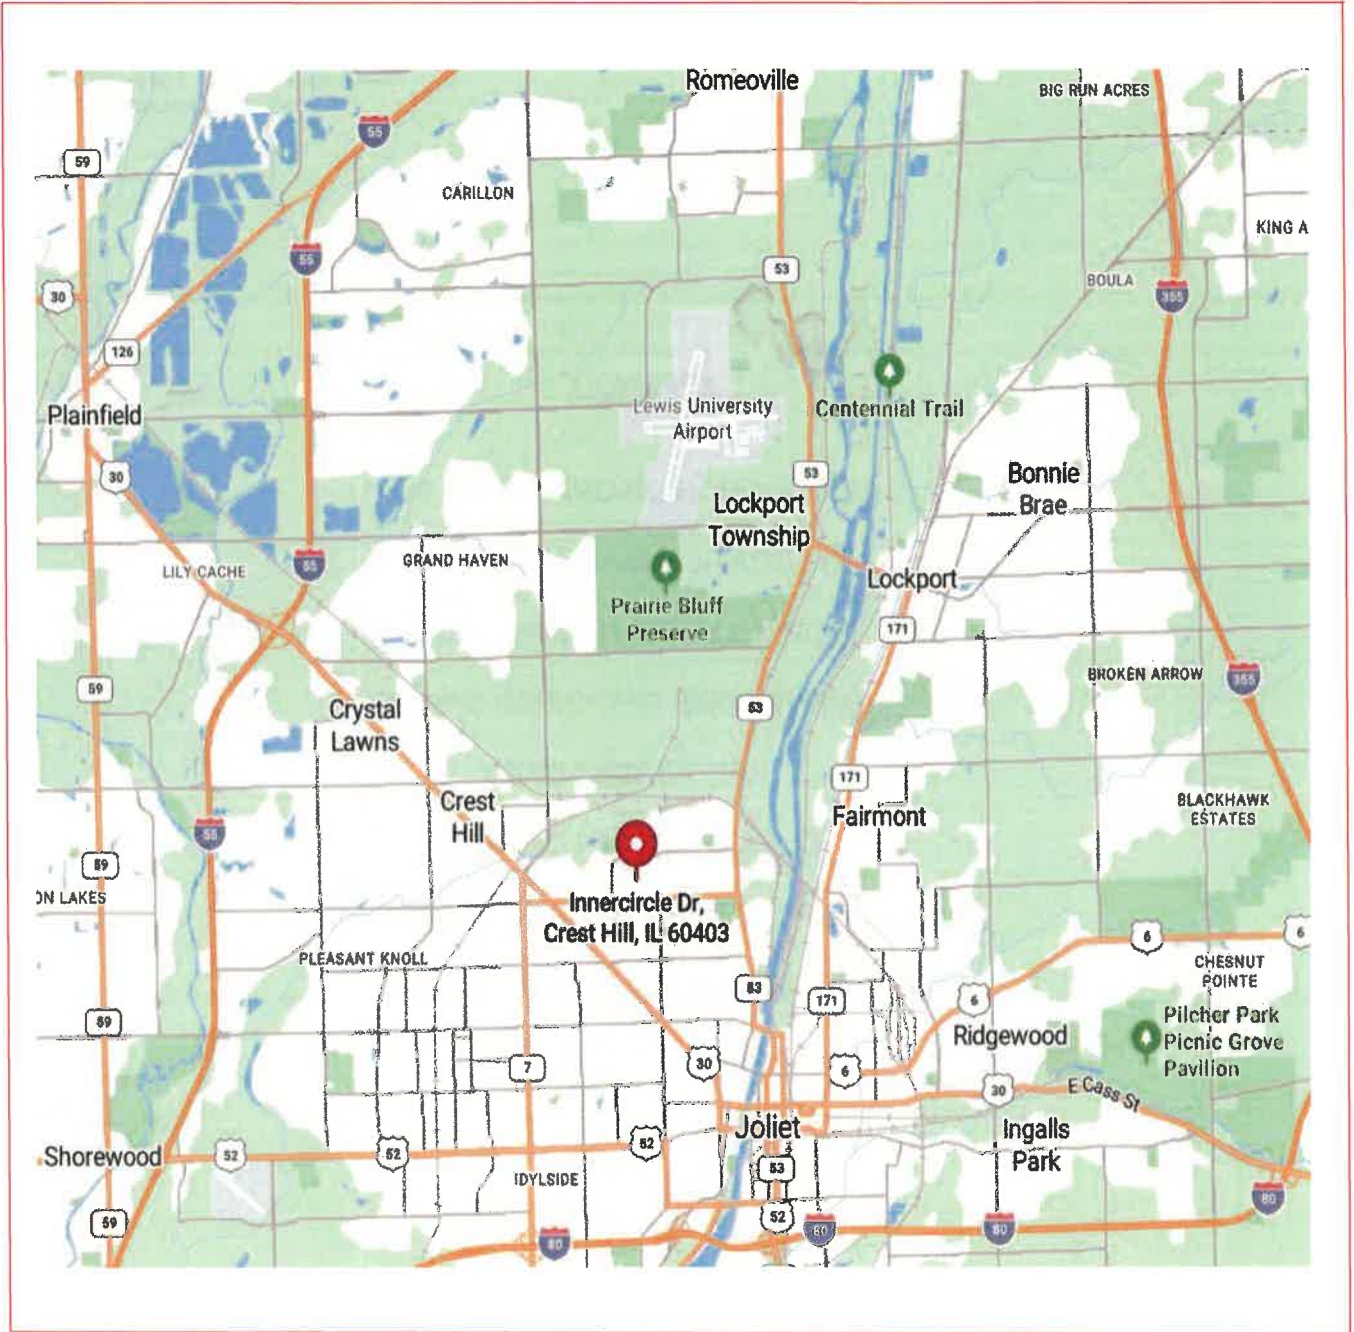 Romeoville
BIG RUN ACRES
55
59
CARILLON
KING A
55
53
30
BOULA
355
126
Plainfield
Lewis University
Airport
Centennial Trail
30
53
Bonnie
Brae
Lockport
Township
LILY CACHE
55
GRAND HAVEN
Lockport
Prairie Bluff
Preserve
171
59
BROKEN ARROW
355
Crystal
Lawns
53
171
Crest
Hill
Fairmont
BLACKHAWK
ESTATES
55
59
ON LAKES
Innercircle Dr,
Crest Hill, IL 60403
6
6
PLEASANT KNOLL
CHESNUT
POINTE
53
171
6
59
Ridgewood
Pilcher Park
Picnic Grove
Pavilion
7
30
6
30
E Cass St
Joliet
Ingalls
Park
Shorewood
52
52
52
53
IDYLSIDE
59
52
80
80
80
80